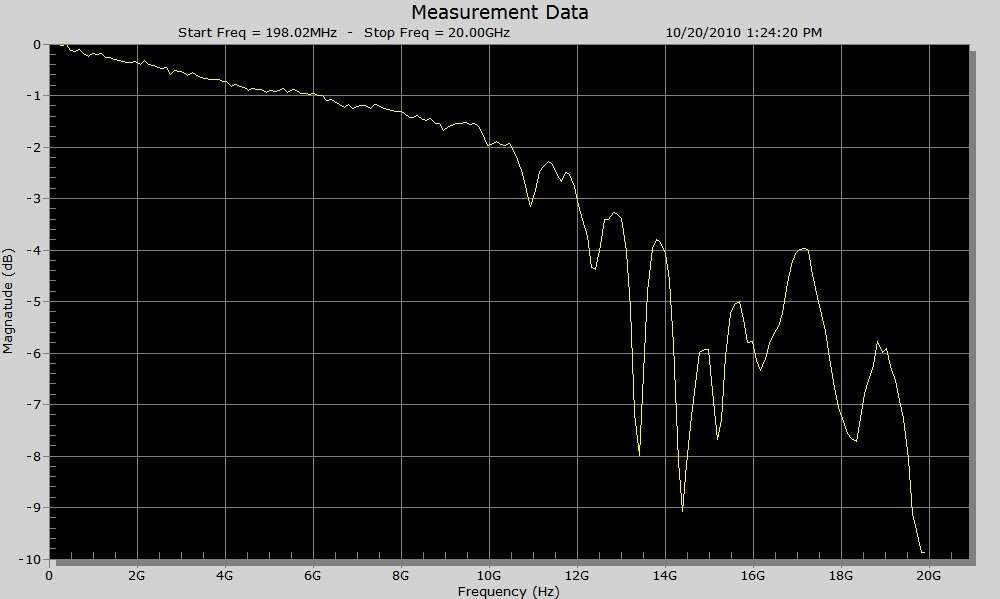 Measurement Data
Start Freq = 198.02MHz - Stop Freq = 20.00GHz 10/20/2010 1:24:20 PM
0
-1
-2
-3
-4
-5
-6
-7
-8
-9
-10
Magnatude (dB)
0 2G 4G 6G 8G 10G 12G 14G 16G 18G 20G
Frequency (Hz)